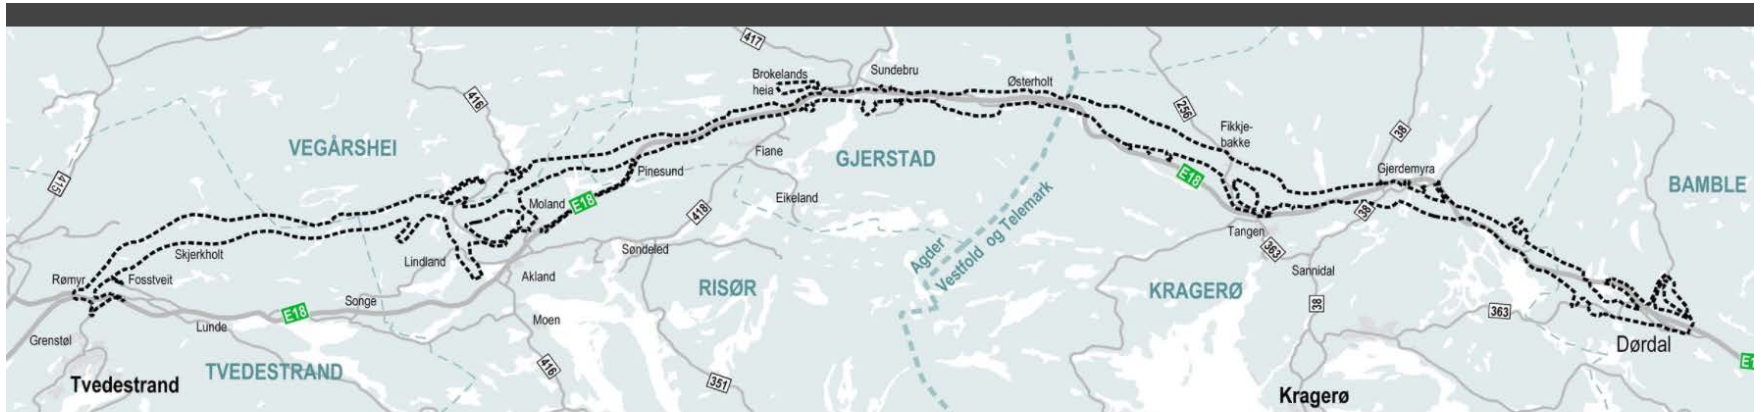 417
Brokelands
heia
Sundebru
Østerholt
416
256
Fikkje-
bakke
38
VEGÅRSHEI
Fiane
GJERSTAD
E18
Gjerdemyra
BAMBLE
415
Pinesund
Moland
E18
418
Eikeland
38
Skjerkholt
Lindland
Søndeled
Agder
Vestfold og Telemark
Tangen
363
Sannidal
Rømyr
Fosstveit
Akland
RISØR
KRAGERØ
Songe
E18
Lunde
Moen
38
363
Grenstøl
Dørdal
TVEDESTRAND
416
351
Tvedestrand
Kragerø